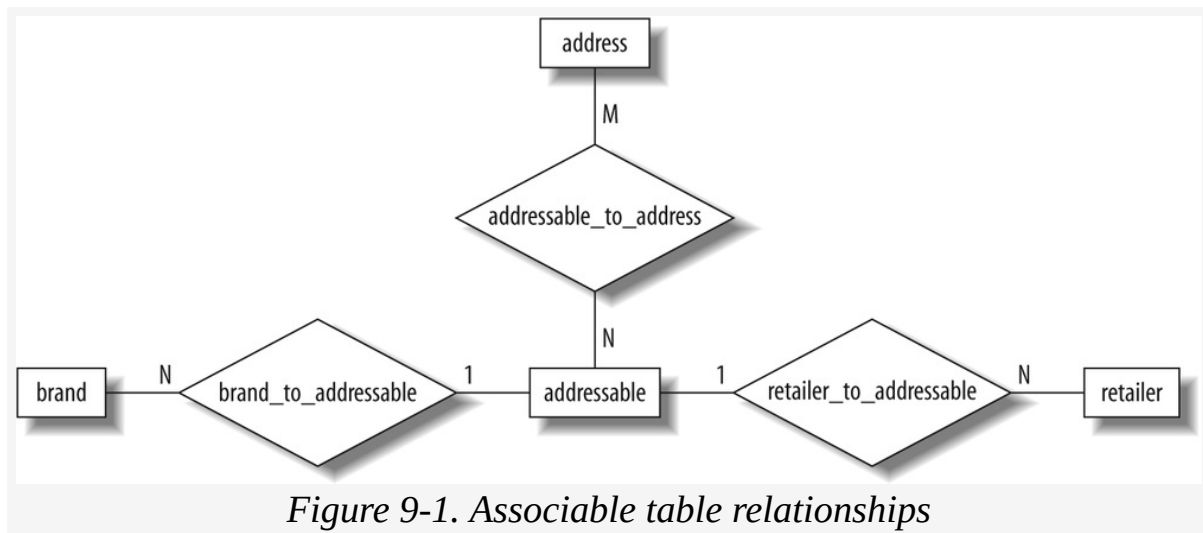 address
M
addressable_to_address
N
brand
N
brand_to_addressable
1
addressable
1
retailer_to_addressable
N
retailer
Figure 9-1. Associable table relationships